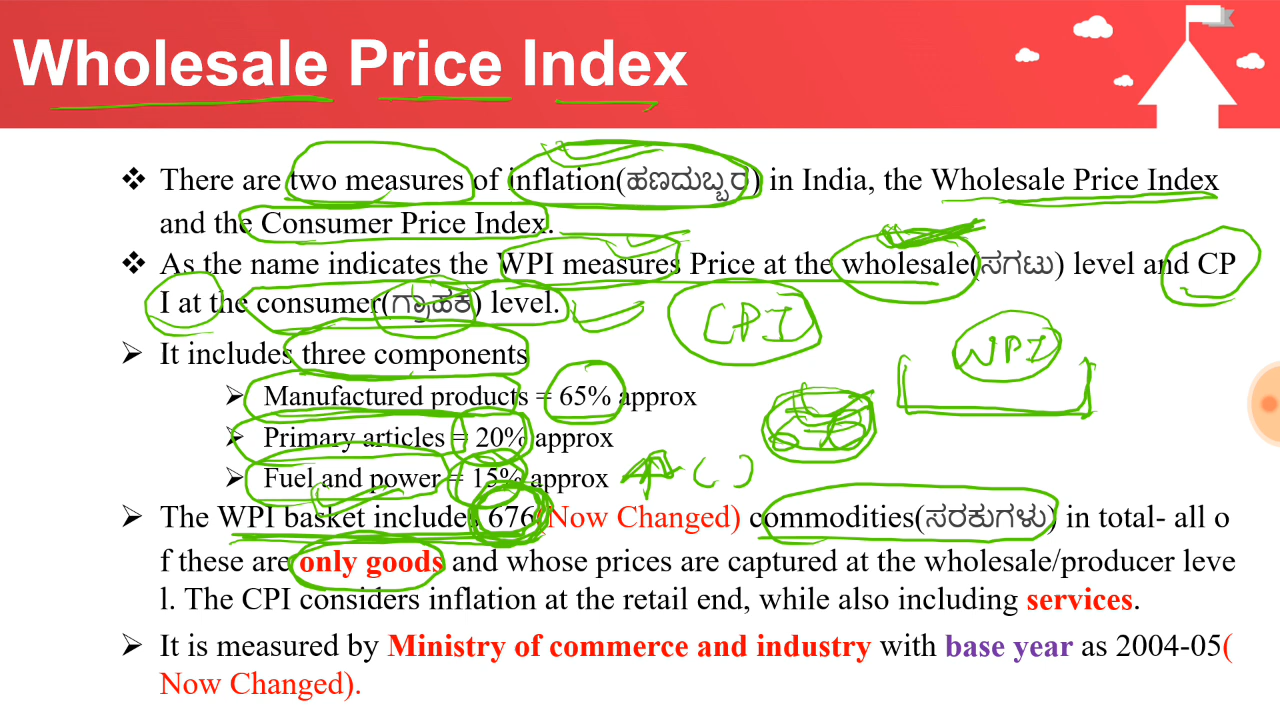 Wholesale Price Index
❖ There are two measures of inflation(ಹಣದುಬ್ಬರ) in India, the Wholesale Price Index
and the Consumer Price Index.
❖ As the name indicates the WPI measures Price at the wholesale(ಸಗಟು) level and CP
I at the consumer(ಗ್ರಾಹಕ) level.
CPI
WPI
➢ It includes three components
➢ Manufactured products = 65% approx
➢ Primary articles = 20% approx
➢ Fuel and power = 15% approx
( )
➢ The WPI basket includes 676(Now Changed) commodities(ಸರಕುಗಳು) in total- all o
f these are only goods and whose prices are captured at the wholesale/producer leve
l. The CPI considers inflation at the retail end, while also including services.
➢ It is measured by Ministry of commerce and industry with base year as 2004-05(
Now Changed).